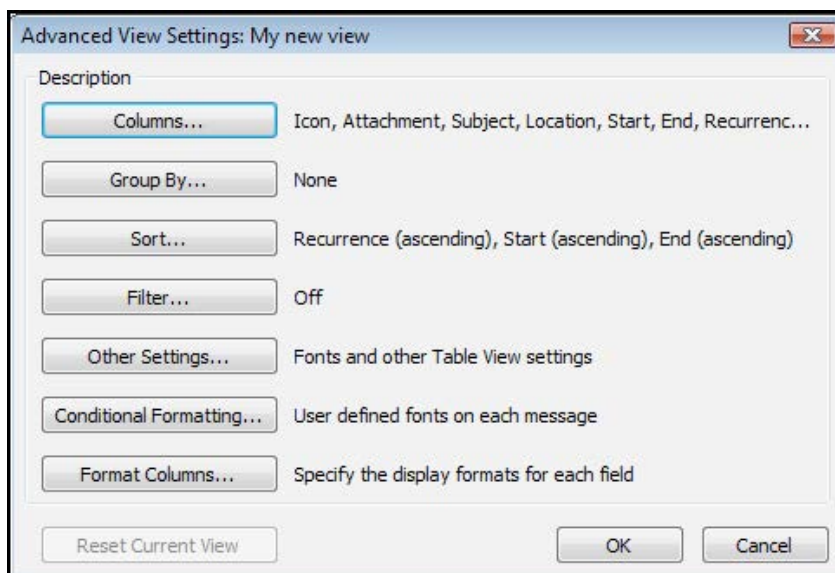 Advanced View Settings: My new view
Description
Columns... Icon, Attachment, Subject, Location, Start, End, Recurrenc...
Group By... None
Sort... Recurrence (ascending), Start (ascending), End (ascending)
Filter... Off
Other Settings... Fonts and other Table View settings
Conditional Formatting... User defined fonts on each message
Format Columns... Specify the display formats for each field
Reset Current View OK Cancel